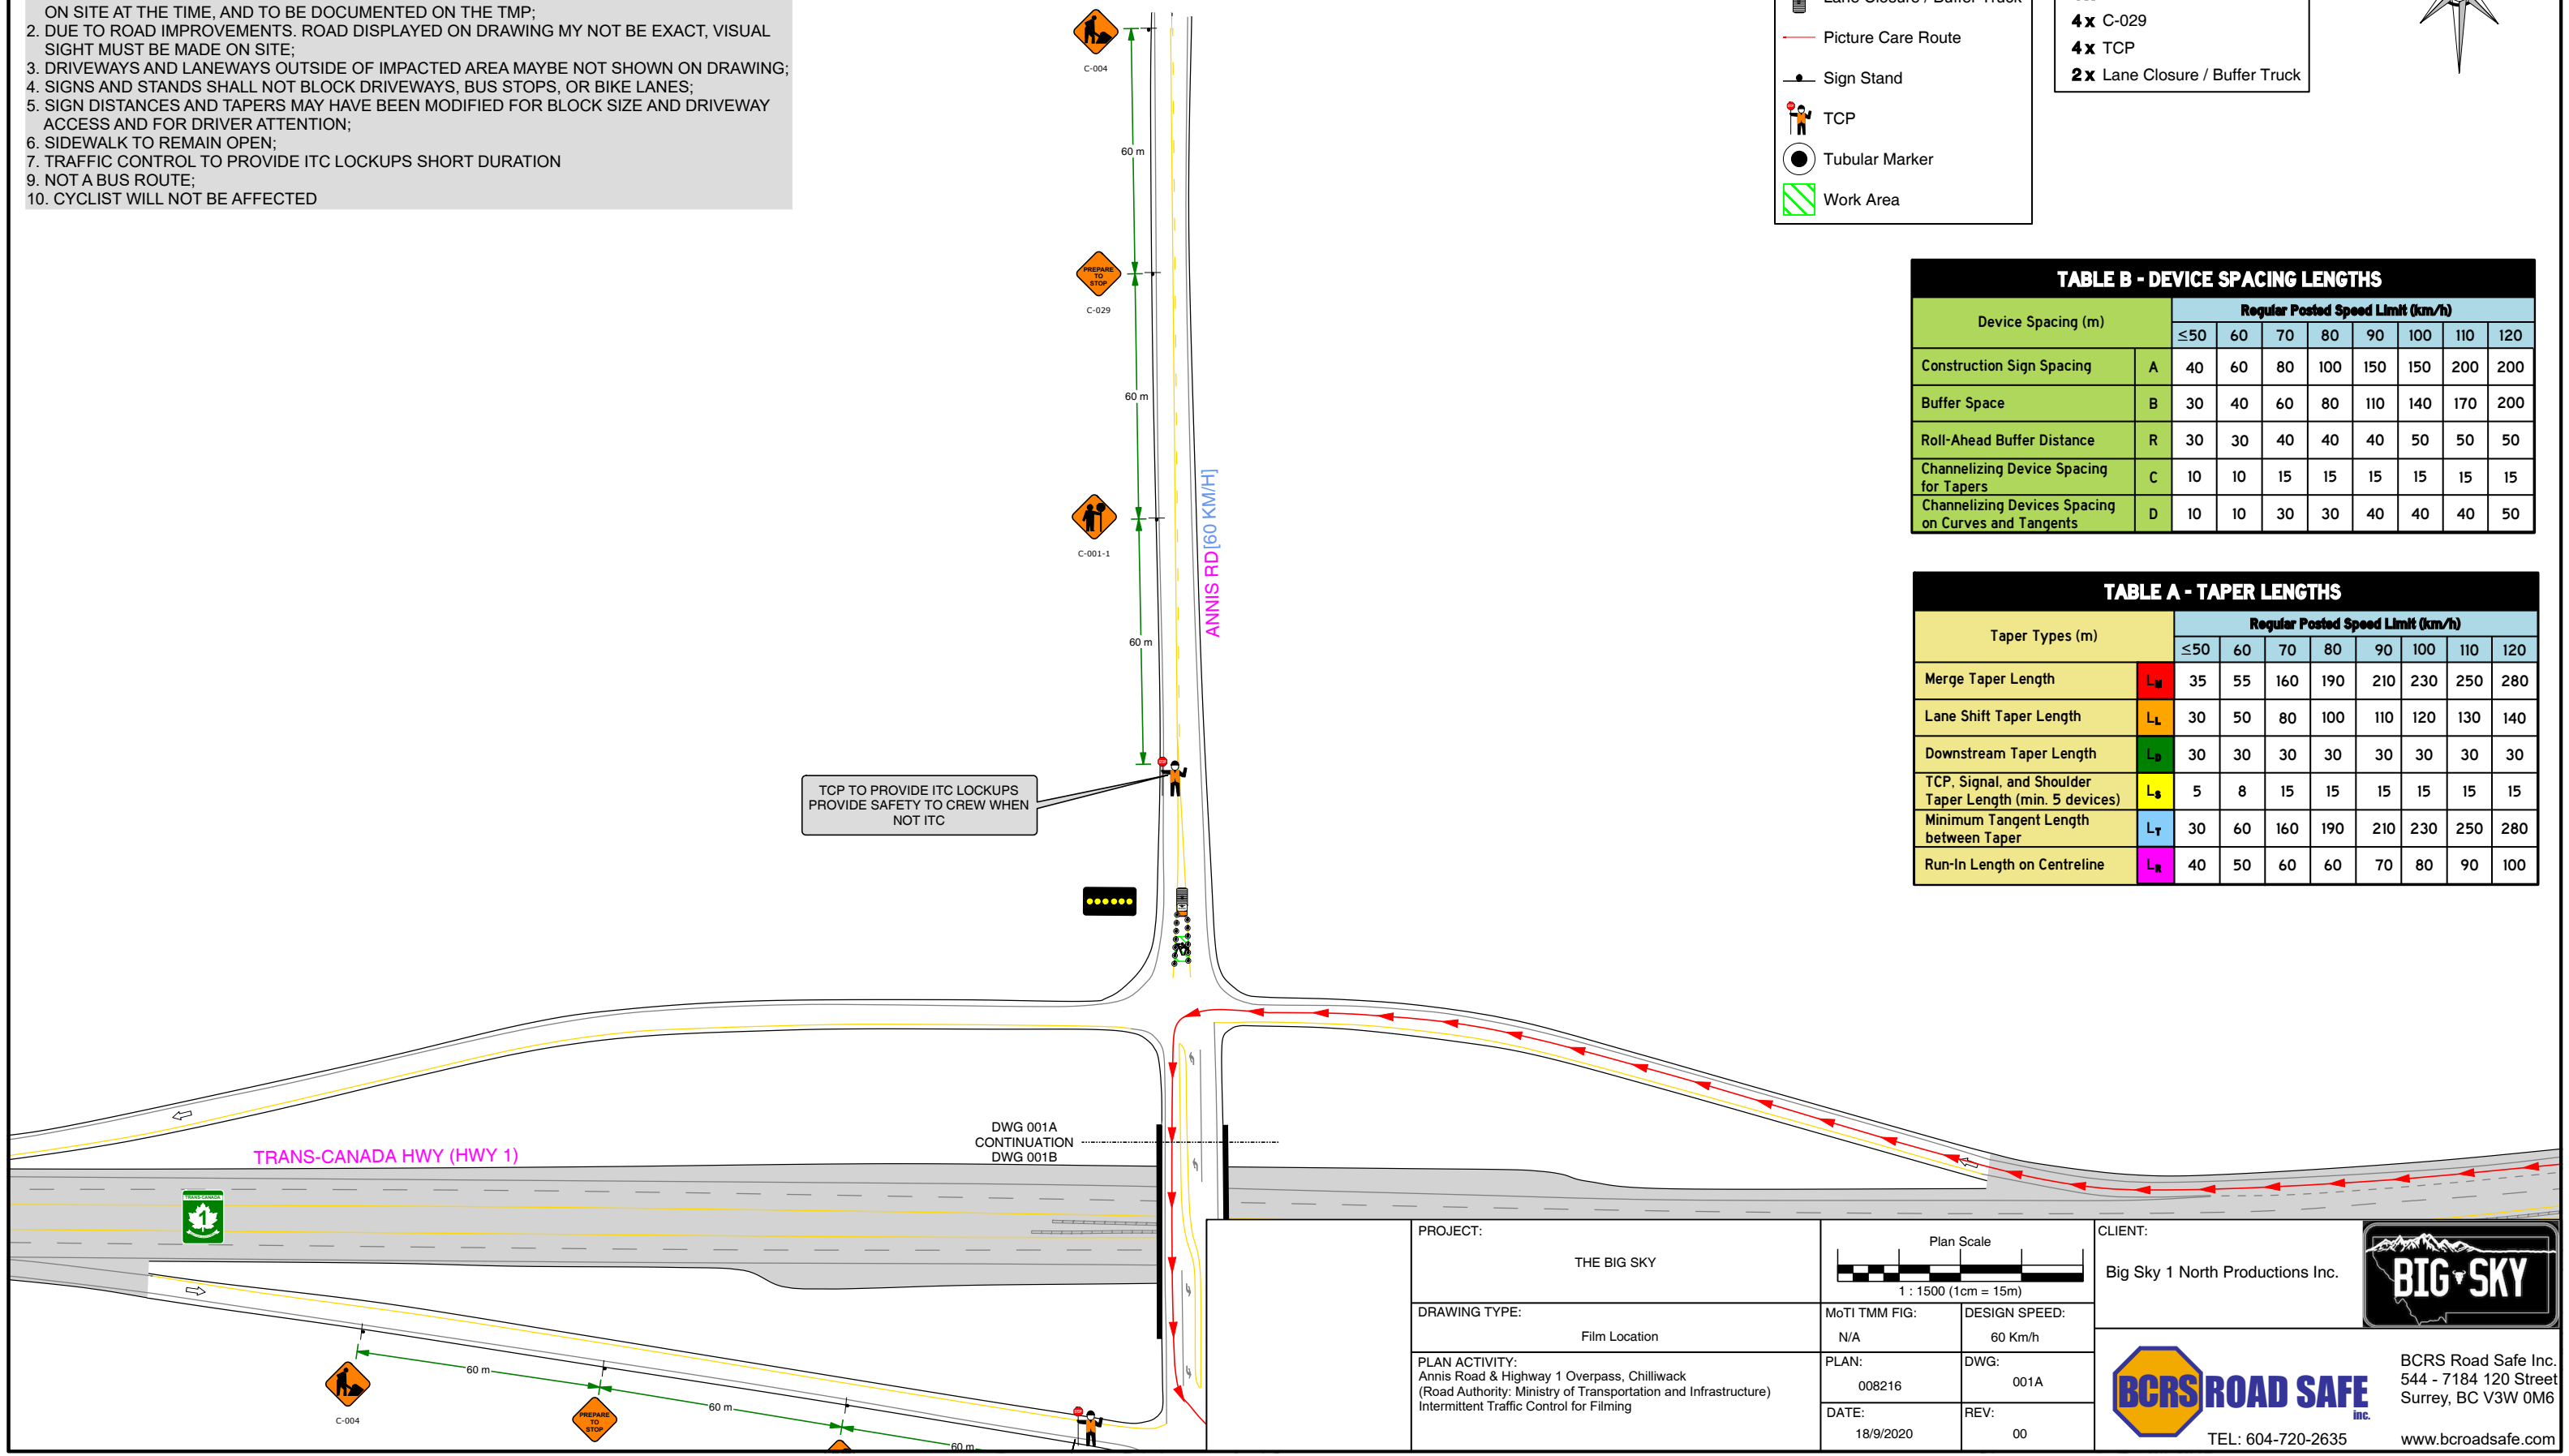 ON SITE AT THE TIME, AND TO BE DOCUMENTED ON THE TMP;
2. DUE TO ROAD IMPROVEMENTS. ROAD DISPLAYED ON DRAWING MY NOT BE EXACT, VISUAL
SIGHT MUST BE MADE ON SITE;
3. DRIVEWAYS AND LANEWAYS OUTSIDE OF IMPACTED AREA MAYBE NOT SHOWN ON DRAWING;
4. SIGNS AND STANDS SHALL NOT BLOCK DRIVEWAYS, BUS STOPS, OR BIKE LANES;
5. SIGN DISTANCES AND TAPERS MAY HAVE BEEN MODIFIED FOR BLOCK SIZE AND DRIVEWAY
ACCESS AND FOR DRIVER ATTENTION;
6. SIDEWALK TO REMAIN OPEN;
7. TRAFFIC CONTROL TO PROVIDE ITC LOCKUPS SHORT DURATION
9. NOT A BUS ROUTE;
10. CYCLIST WILL NOT BE AFFECTED
C-004
60 m
PREPARE
TO
STOP
C-029
60 m
C-001-1
60 m
ANNIS RD [60 KM/H]
TCP TO PROVIDE ITC LOCKUPS
PROVIDE SAFETY TO CREW WHEN
NOT ITC
Lane Closure / Buffer Truck
Picture Care Route
Sign Stand
TCP
Tubular Marker
Work Area
4 x C-029
4 x TCP
2 x Lane Closure / Buffer Truck
TABLE B - DEVICE SPACING LENGTHS
Device Spacing (m)
Regular Posted Speed Limit (km/h)
≤50 60 70 80 90 100 110 120
Construction Sign Spacing A 40 60 80 100 150 150 200 200
Buffer Space B 30 40 60 80 110 140 170 200
Roll-Ahead Buffer Distance R 30 30 40 40 40 50 50 50
Channelizing Device Spacing
for Tapers C 10 10 15 15 15 15 15 15
Channelizing Devices Spacing
on Curves and Tangents D 10 10 30 30 40 40 40 50
TABLE A - TAPER LENGTHS
Taper Types (m)
Regular Posted Speed Limit (km/h)
≤50 60 70 80 90 100 110 120
Merge Taper Length LM 35 55 160 190 210 230 250 280
Lane Shift Taper Length LL 30 50 80 100 110 120 130 140
Downstream Taper Length LD 30 30 30 30 30 30 30 30
TCP, Signal, and Shoulder
Taper Length (min. 5 devices) LS 5 8 15 15 15 15 15 15
Minimum Tangent Length
between Taper LT 30 60 160 190 210 230 250 280
Run-In Length on Centreline LR 40 50 60 60 70 80 90 100
DWG 001A
CONTINUATION
DWG 001B
TRANS-CANADA HWY (HWY 1)
TRANS-CANADA
1
C-004
60 m
PREPARE
TO
STOP
60 m
60 m
PROJECT:
THE BIG SKY
DRAWING TYPE:
Film Location
PLAN ACTIVITY:
Annis Road & Highway 1 Overpass, Chilliwack
(Road Authority: Ministry of Transportation and Infrastructure)
Intermittent Traffic Control for Filming
Plan Scale
1 : 1500 (1cm = 15m)
MoTI TMM FIG:
N/A
DESIGN SPEED:
60 Km/h
PLAN:
008216
DWG:
001A
DATE:
18/9/2020
REV:
00
CLIENT:
Big Sky 1 North Productions Inc.
BIG SKY
BCRS ROAD SAFE
inc.
TEL: 604-720-2635
BCRS Road Safe Inc.
544 - 7184 120 Street
Surrey, BC V3W 0M6
www.bcroadsafe.com